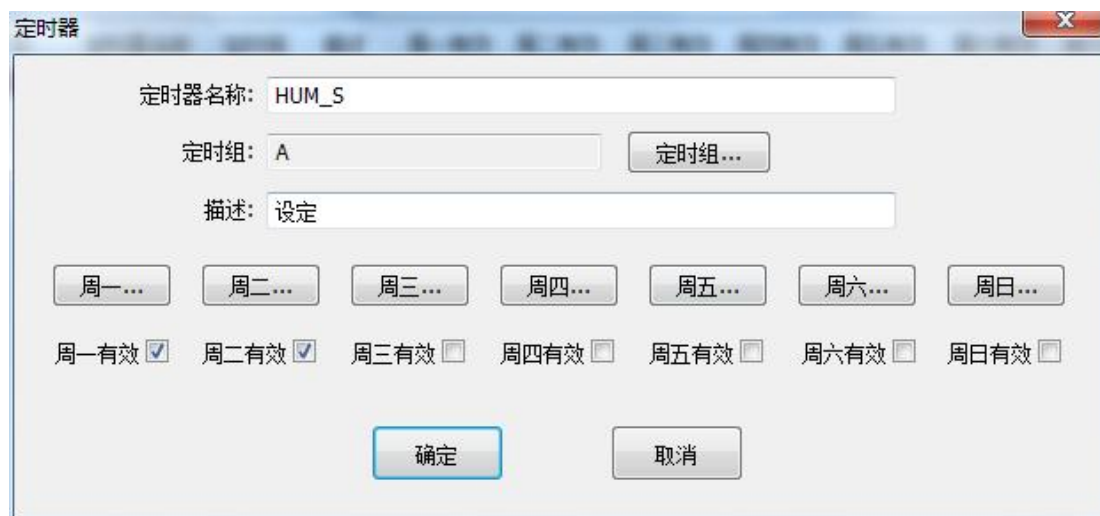 定时器
定时器名称: HUM_S
定时组: A 定时组...
描述: 设定
周一... 周二... 周三... 周四... 周五... 周六... 周日...
周一有效 周二有效 周三有效 周四有效 周五有效 周六有效 周日有效
确定 取消